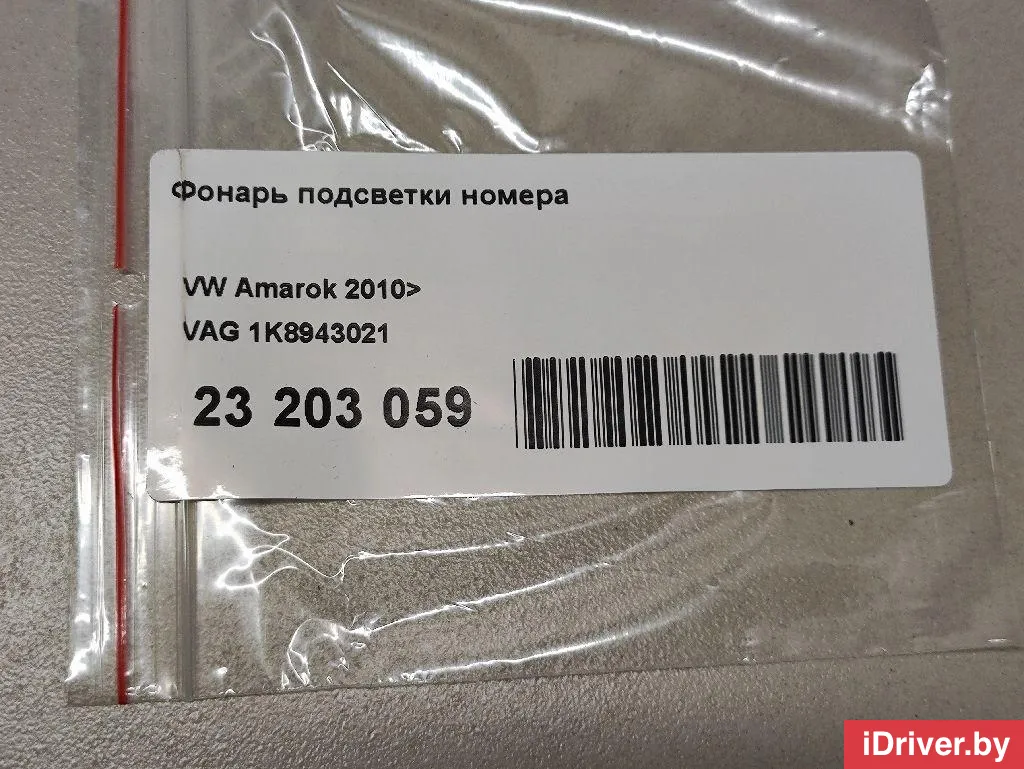 Фонарь подсветки номера
VW Amarok 2010>
VAG 1K8943021
23 203 059
iDriver.by